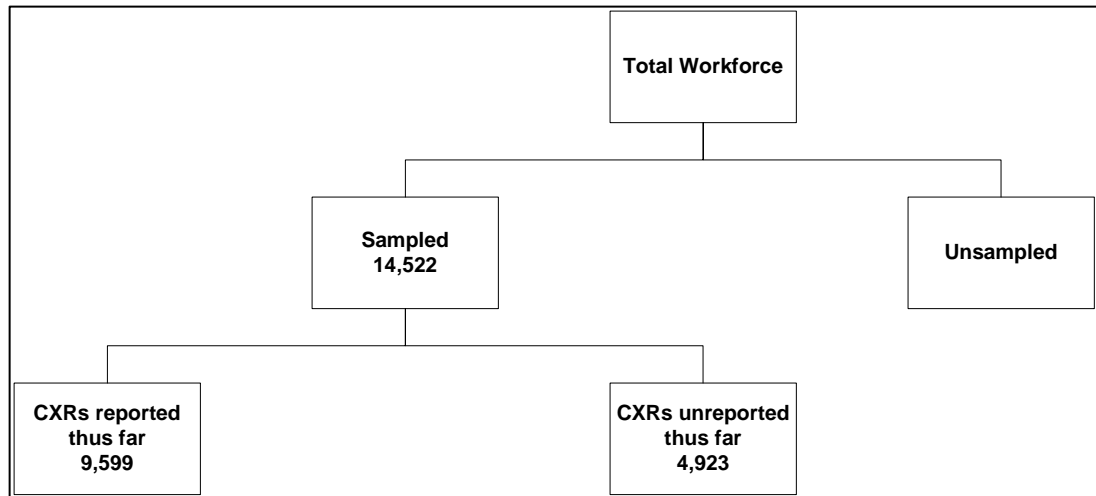 Total Workforce
Sampled
14,522
Unsampled
CXRs reported
thus far
9,599
CXRs unreported
thus far
4,923